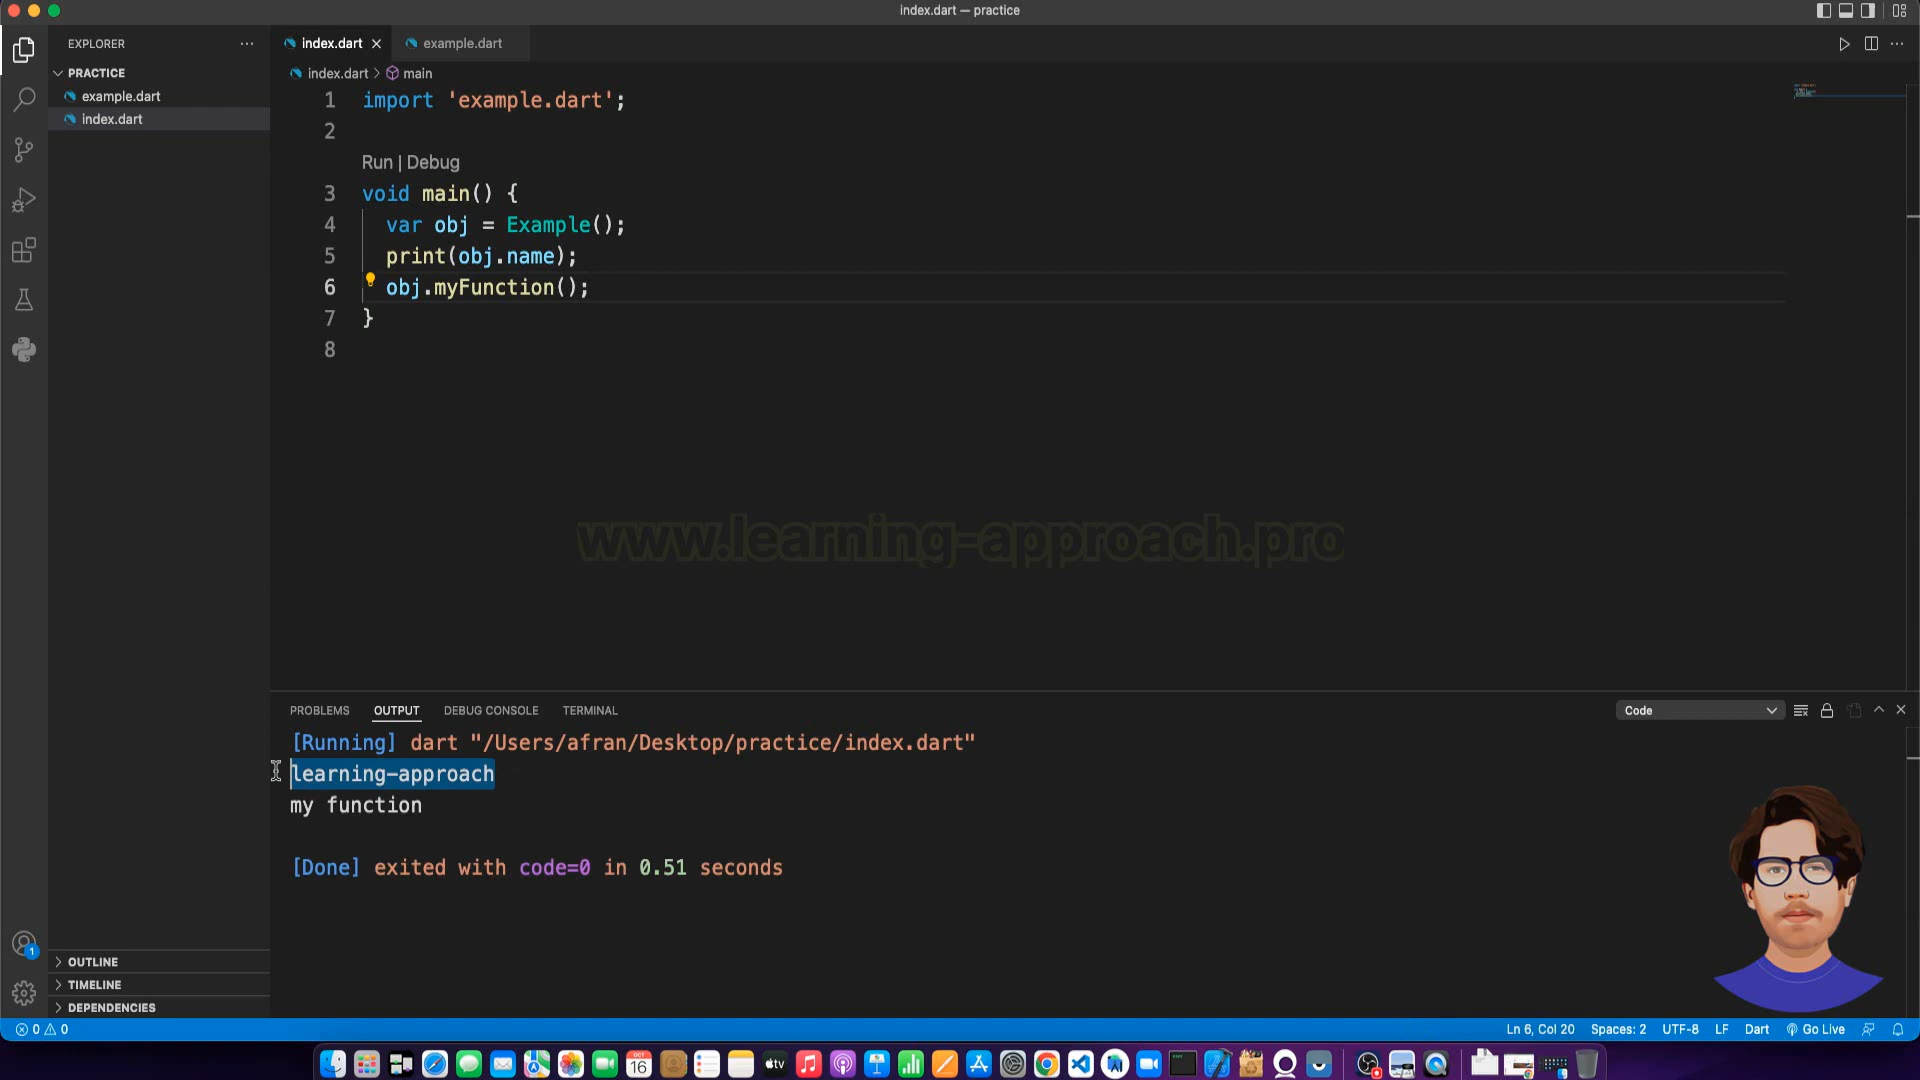 index.dart — practice
EXPLORER
index.dart
example.dart
PRACTICE
index.dart
main
example.dart
index.dart
1 import 'example.dart';
2
Run | Debug
3 void main() {
4 var obj = Example();
5 print(obj.name);
6 obj.myFunction();
7 }
8
www.learning-approach.pro
PROBLEMS
OUTPUT
DEBUG CONSOLE
TERMINAL
Code
[Running] dart "/Users/afran/Desktop/practice/index.dart"
learning-approach
my function
[Done] exited with code=0 in 0.51 seconds
1
OUTLINE
TIMELINE
DEPENDENCIES
0 0
Ln 6, Col 20
Spaces: 2
UTF-8
LF
Dart
Go Live
OCT
16
tv